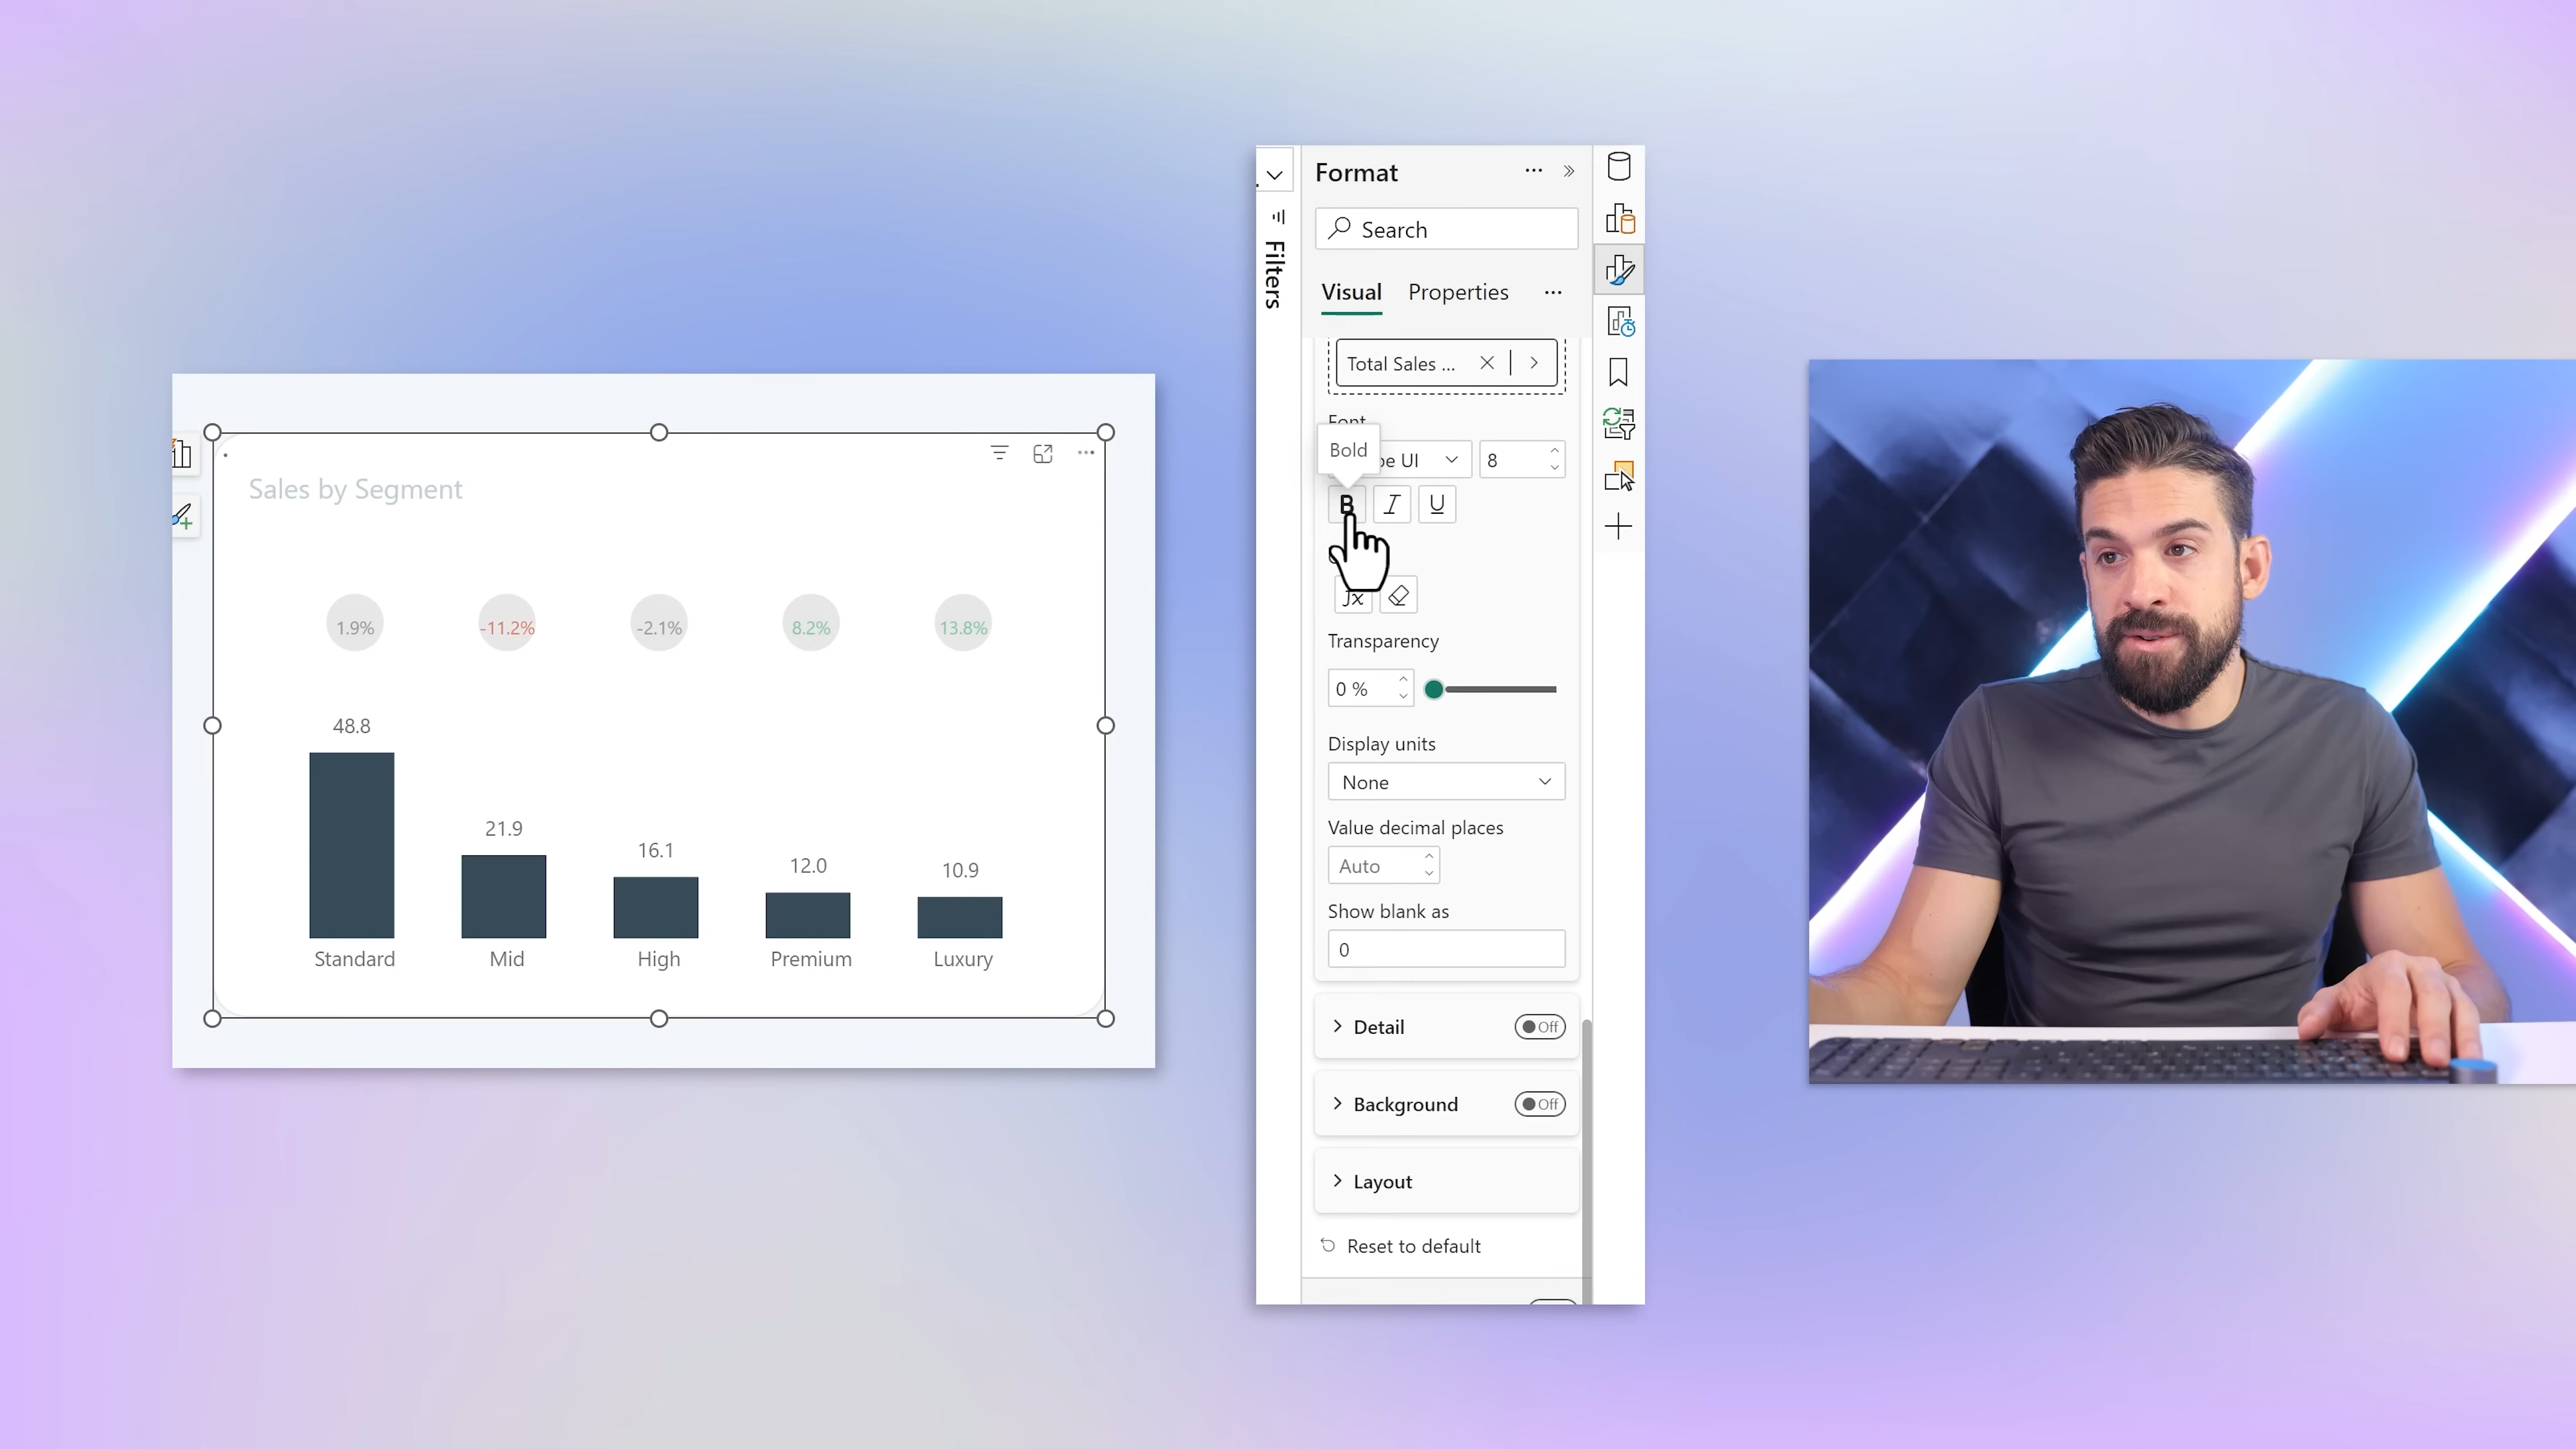 Sales by Segment
1.9%
-11.2%
-2.1%
8.2%
13.8%
48.8
21.9
16.1
12.0
10.9
Standard
Mid
High
Premium
Luxury
Filters
Format
Search
Visual
Properties
Total Sales ...
Font
Bold
UI
8
B
I
U
fx
Transparency
0 %
Display units
None
Value decimal places
Auto
Show blank as
0
Detail
Off
Background
Off
Layout
Reset to default